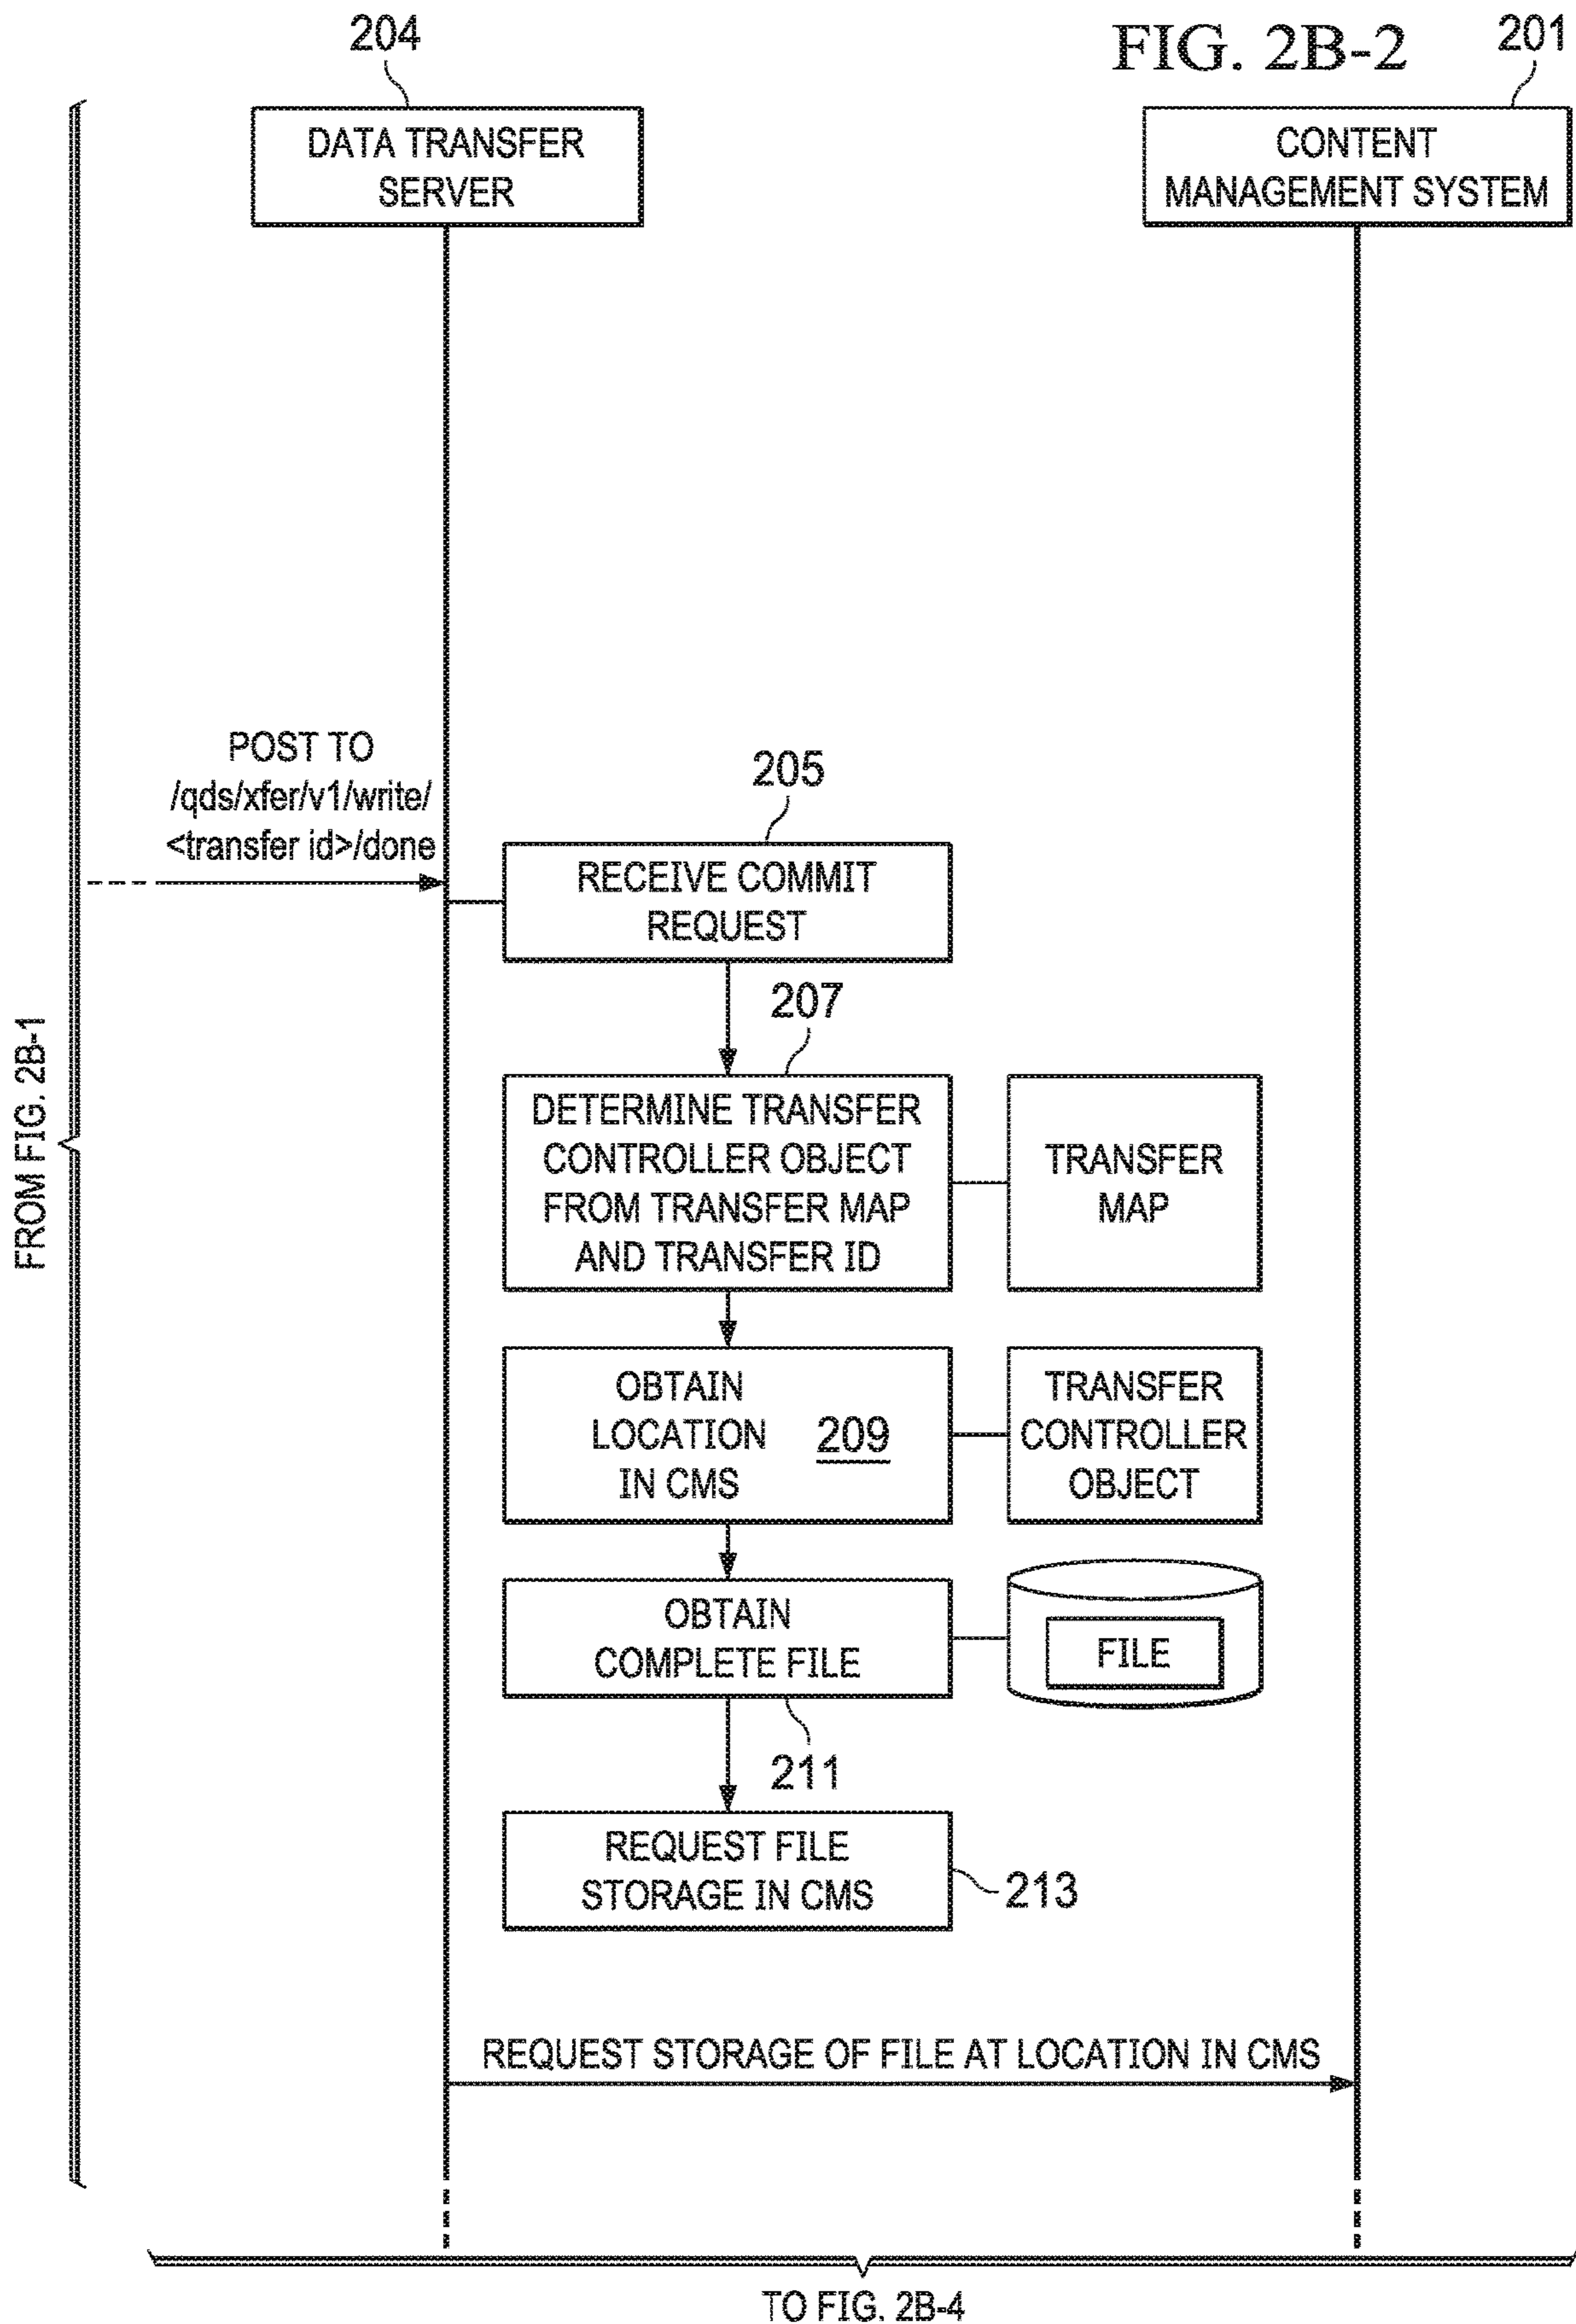 204
FIG. 2B-2
201
DATA TRANSFER
SERVER
CONTENT
MANAGEMENT SYSTEM
POST TO
/qds/xfer/v1/write/
<transfer id>/done
205
RECEIVE COMMIT
REQUEST
FROM FIG. 2B-1
207
DETERMINE TRANSFER
CONTROLLER OBJECT
FROM TRANSFER MAP
AND TRANSFER ID
TRANSFER
MAP
OBTAIN
LOCATION
IN CMS
209
TRANSFER
CONTROLLER
OBJECT
OBTAIN
COMPLETE FILE
FILE
211
REQUEST FILE
STORAGE IN CMS
213
REQUEST STORAGE OF FILE AT LOCATION IN CMS
TO FIG. 2B-4